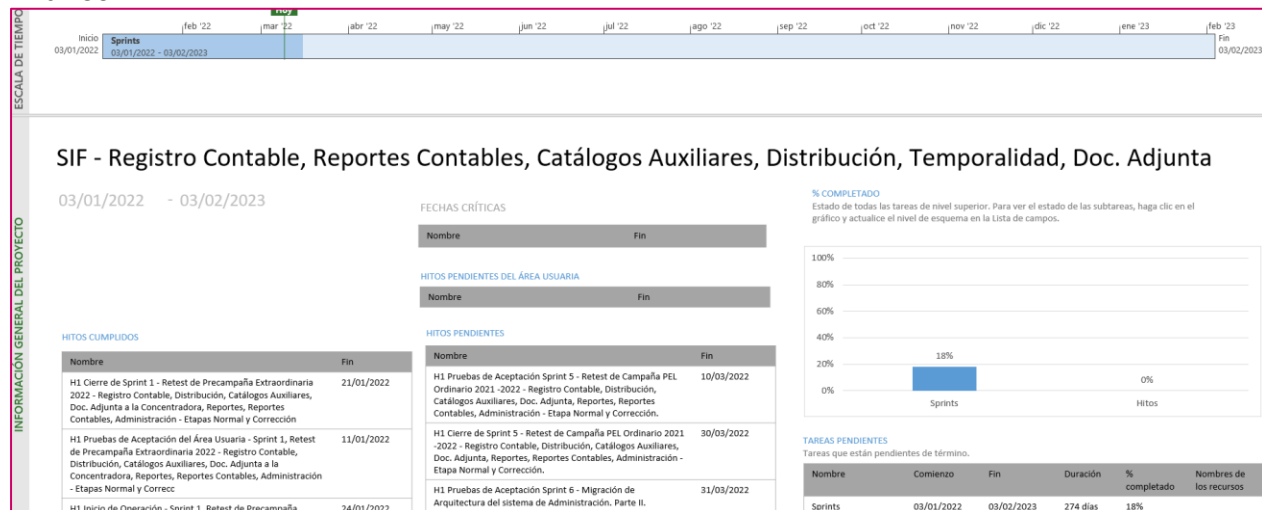 ESCALA DE TIEMPO
Hoy
feb '22 mar '22 abr '22 may '22 jun '22 jul '22 ago '22 sep '22 oct '22 nov '22 dic '22 ene '23 feb '23
Inicio
03/01/2022
Sprints
03/01/2022 - 03/02/2023
Fin
03/02/2023
INFORMACIÓN GENERAL DEL PROYECTO
SIF - Registro Contable, Reportes Contables, Catálogos Auxiliares, Distribución, Temporalidad, Doc. Adjunta
03/01/2022 - 03/02/2023
HITOS CUMPLIDOS
Nombre Fin
H1 Cierre de Sprint 1 - Retest de Precampaña Extraordinaria 21/01/2022
2022 - Registro Contable, Distribución, Catálogos Auxiliares,
Doc. Adjunta a la Concentradora, Reportes, Reportes
Contables, Administración - Etapas Normal y Corrección
H1 Pruebas de Aceptación del Área Usuaria - Sprint 1, Retest 11/01/2022
de Precampaña Extraordinaria 2022 - Registro Contable,
Distribución, Catálogos Auxiliares, Doc. Adjunta a la
Concentradora, Reportes, Reportes Contables, Administración
- Etapas Normal y Correcc
H1 Inicio de Operación - Sprint 1, Retest de Precampaña 24/01/2022
FECHAS CRÍTICAS
Nombre Fin
HITOS PENDIENTES DEL ÁREA USUARIA
Nombre Fin
HITOS PENDIENTES
Nombre Fin
H1 Pruebas de Aceptación Sprint 5 - Retest de Campaña PEL 10/03/2022
Ordinario 2021 -2022 - Registro Contable, Distribución,
Catálogos Auxiliares, Doc. Adjunta, Reportes, Reportes
Contables, Administración - Etapa Normal y Corrección.
H1 Cierre de Sprint 5 - Retest de Campaña PEL Ordinario 2021 30/03/2022
-2022 - Registro Contable, Distribución, Catálogos Auxiliares,
Doc. Adjunta, Reportes, Reportes Contables, Administración -
Etapa Normal y Corrección.
H1 Pruebas de Aceptación Sprint 6 - Migración de 31/03/2022
Arquitectura del sistema de Administración. Parte II.
% COMPLETADO
Estado de todas las tareas de nivel superior. Para ver el estado de las subtareas, haga clic en el
gráfico y actualice el nivel de esquema en la Lista de campos.
100%
80%
60%
40%
20%
0%
18%
0%
Sprints Hitos
TAREAS PENDIENTES
Tareas que están pendientes de término.
Nombre Comienzo Fin Duración % completado Nombres de los recursos
Sprints 03/01/2022 03/02/2023 274 días 18%